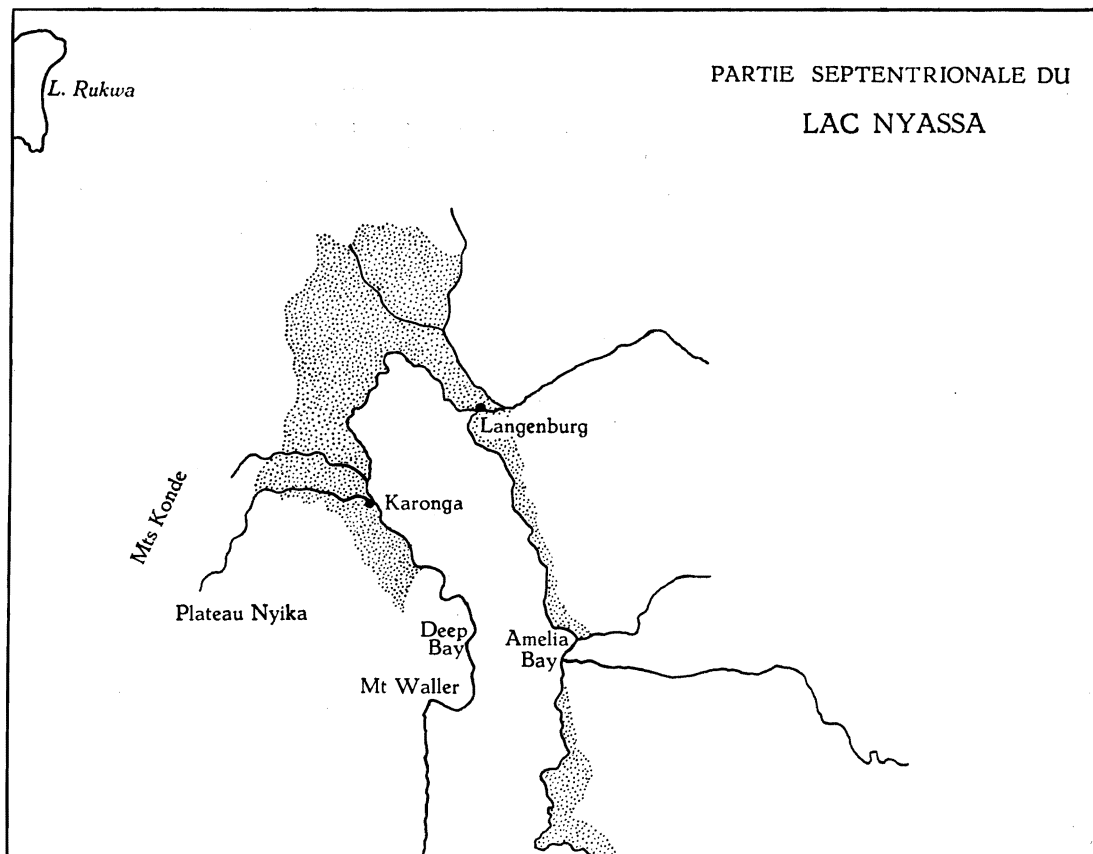 PARTIE SEPTENTRIONALE DU
LAC NYASSA
L. Rukwa
Langenburg
Karonga
Mts Konde
Plateau Nyika
Deep
Bay
Amelia
Bay
Mt Waller